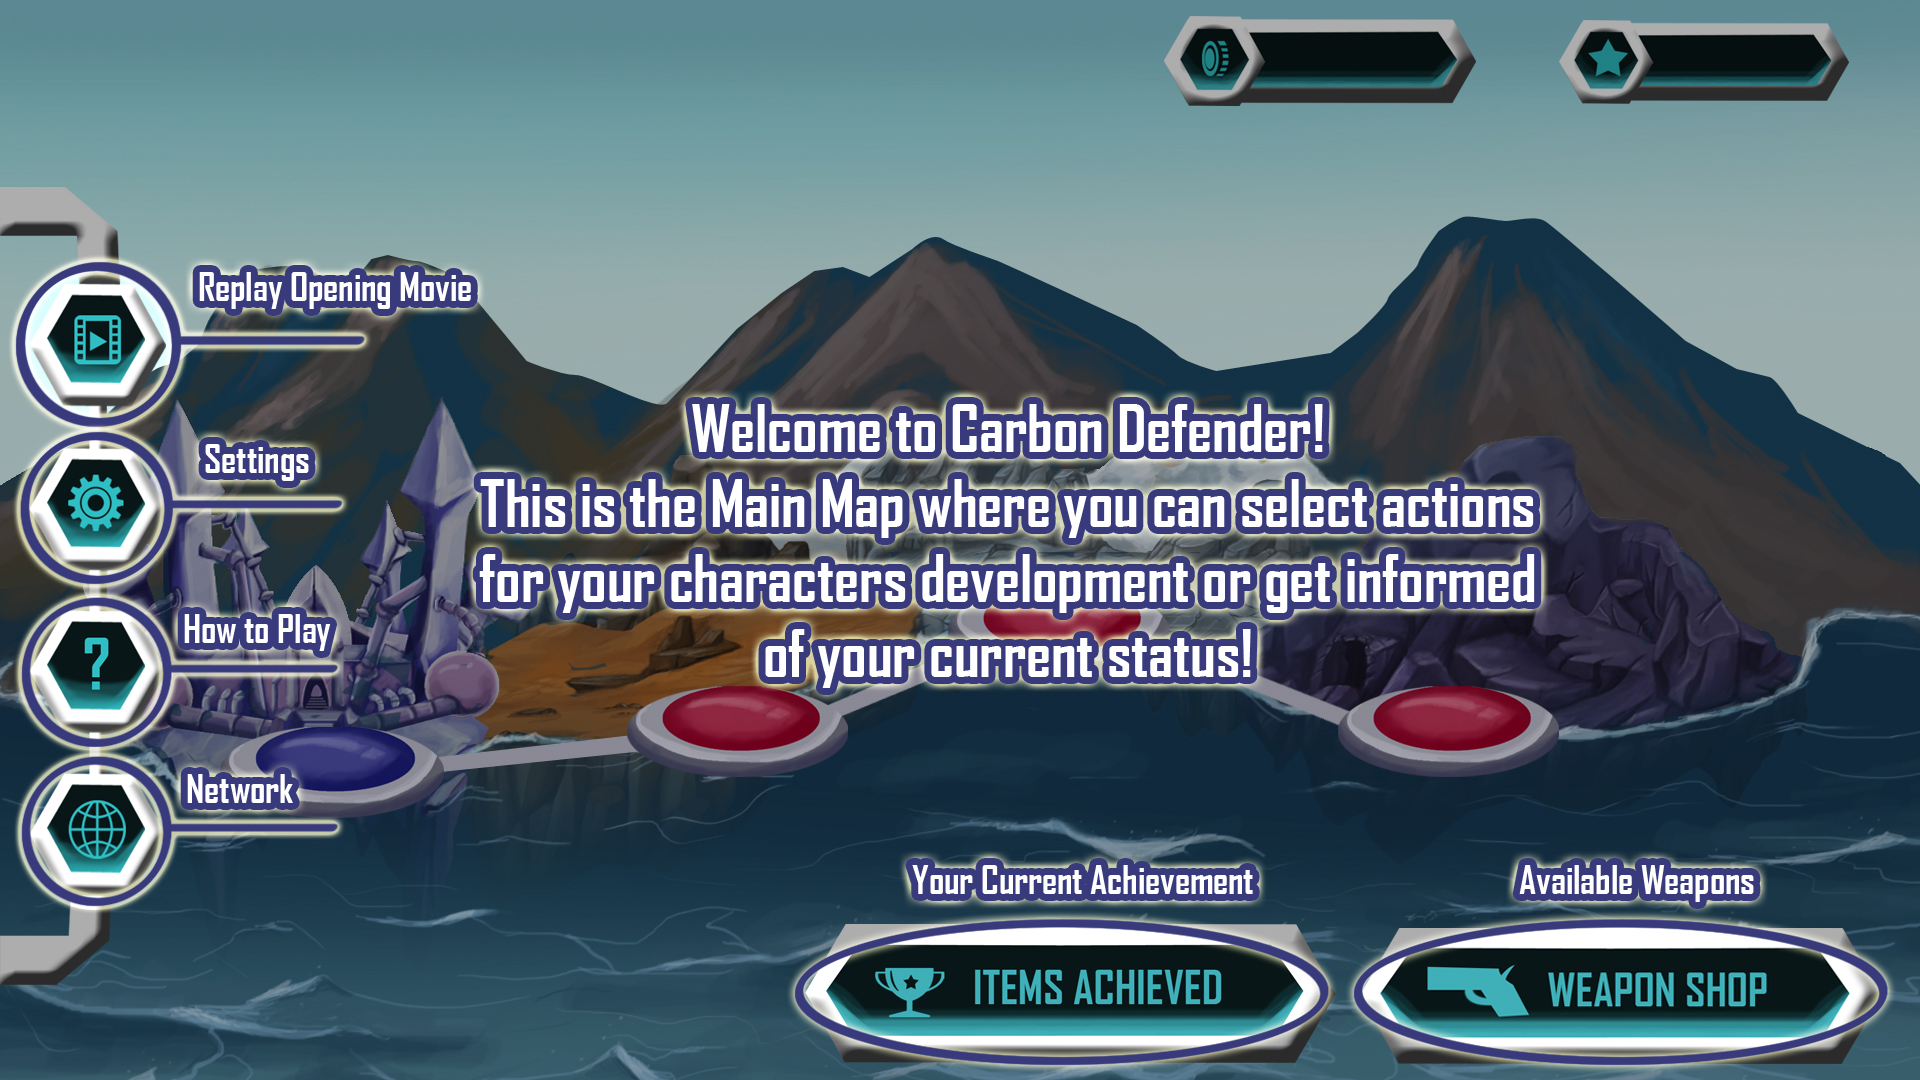 Replay Opening Movie
Settings
How to Play
Network
Welcome to Carbon Defender!
This is the Main Map where you can select actions
for your characters development or get informed
of your current status!
Your Current Achievement
ITEMS ACHIEVED
Available Weapons
WEAPON SHOP